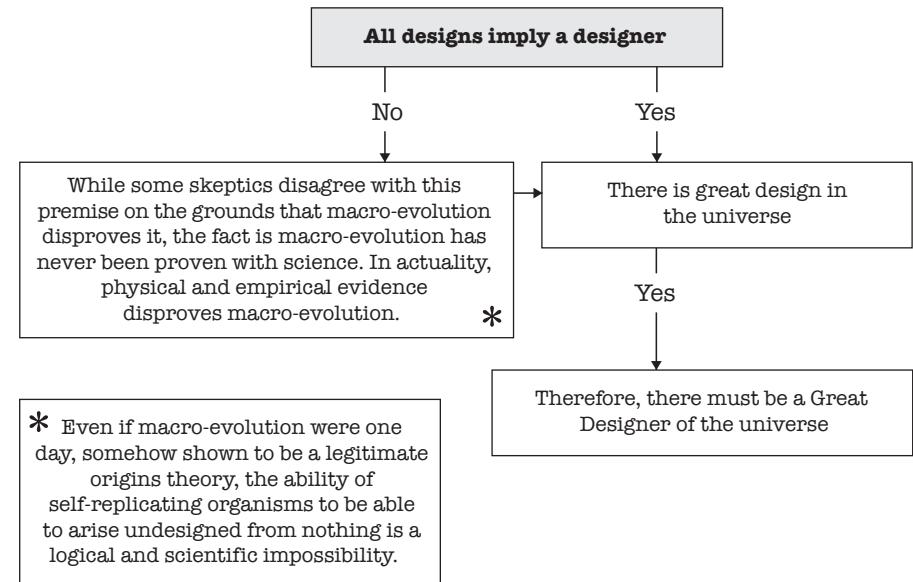 All designs imply a designer
No
Yes
While some skeptics disagree with this
premise on the grounds that macro-evolution
disproves it, the fact is macro-evolution has
never been proven with science. In actuality,
physical and empirical evidence
disproves macro-evolution. *
There is great design in
the universe
Yes
Therefore, there must be a Great
Designer of the universe
* Even if macro-evolution were one
day, somehow shown to be a legitimate
origins theory, the ability of
self-replicating organisms to be able
to arise undesigned from nothing is a
logical and scientific impossibility.